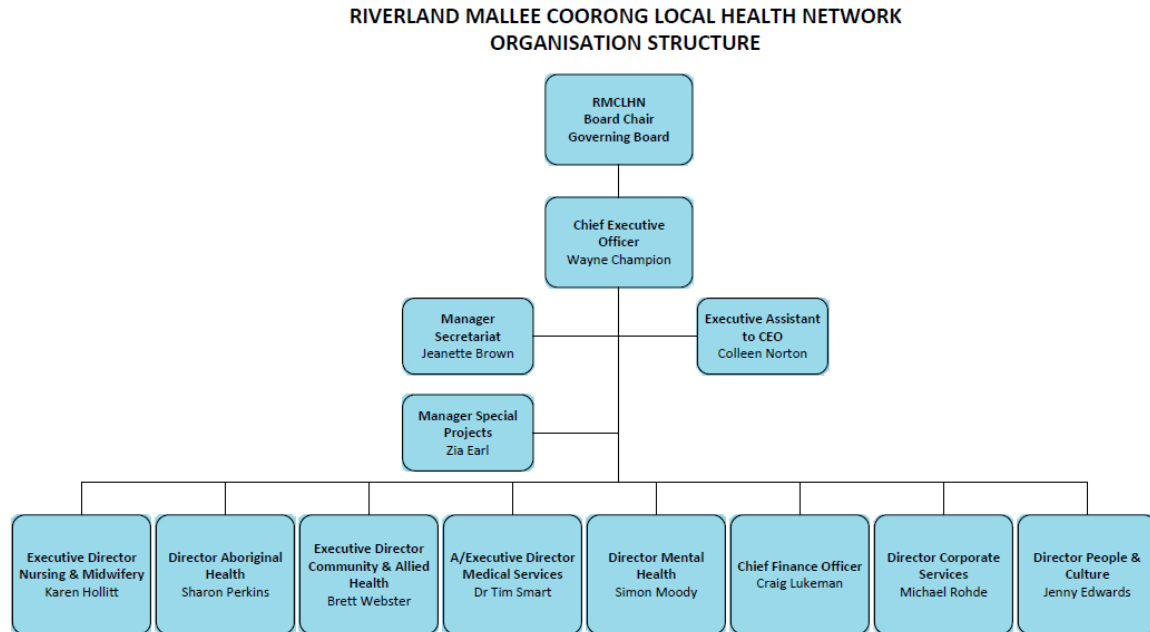 RIVERLAND MALLEE COORONG LOCAL HEALTH NETWORK
ORGANISATION STRUCTURE
RMCLHN
Board Chair
Governing Board
Chief Executive
Officer
Wayne Champion
Manager
Secretariat
Jeanette Brown
Executive Assistant
to CEO
Colleen Norton
Manager Special
Projects
Zia Earl
Executive Director
Nursing & Midwifery
Karen Hollitt
Director Aboriginal
Health
Sharon Perkins
Executive Director
Community & Allied
Health
Brett Webster
A/Executive Director
Medical Services
Dr Tim Smart
Director Mental
Health
Simon Moody
Chief Finance Officer
Craig Lukeman
Director Corporate
Services
Michael Rohde
Director People &
Culture
Jenny Edwards